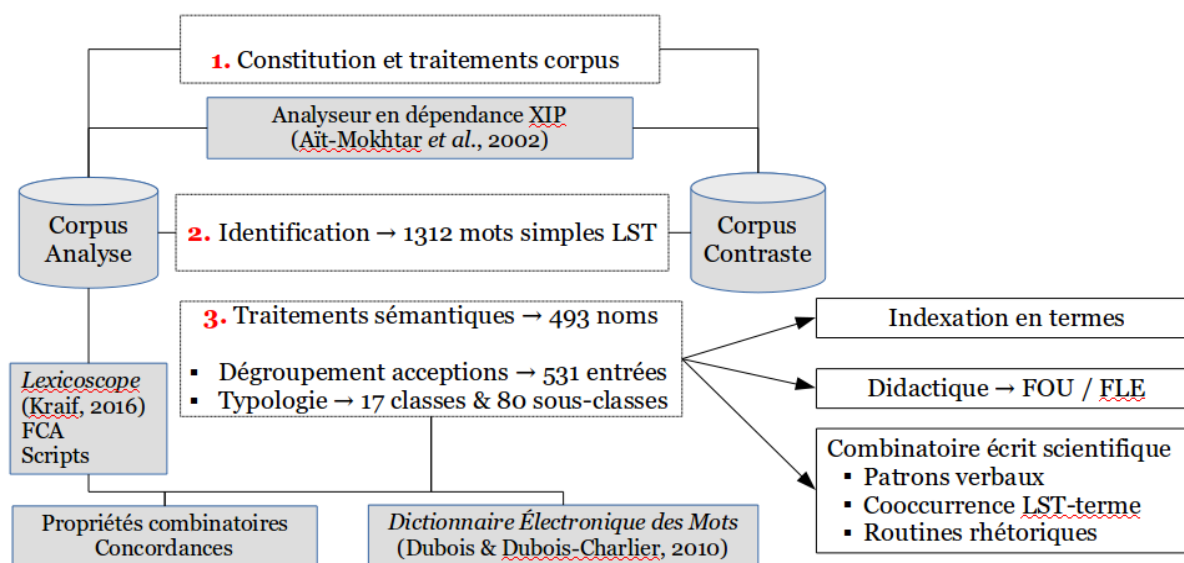 1. Constitution et traitements corpus
Analyseur en dépendance XIP
(Aït-Mokhtar et al., 2002)
Corpus
Analyse
2. Identification → 1312 mots simples LST
Corpus
Contraste
3. Traitements sémantiques → 493 noms
▪ Dégroupement acceptions → 531 entrées
▪ Typologie → 17 classes & 80 sous-classes
Indexation en termes
Didactique → FOU / FLE
Combinatoire écrit scientifique
▪ Patrons verbaux
▪ Cooccurrence LST-terme
▪ Routines rhétoriques
Lexicoscope
(Kraif, 2016)
FCA
Scripts
Propriétés combinatoires
Concordances
Dictionnaire Électronique des Mots
(Dubois & Dubois-Charlier, 2010)